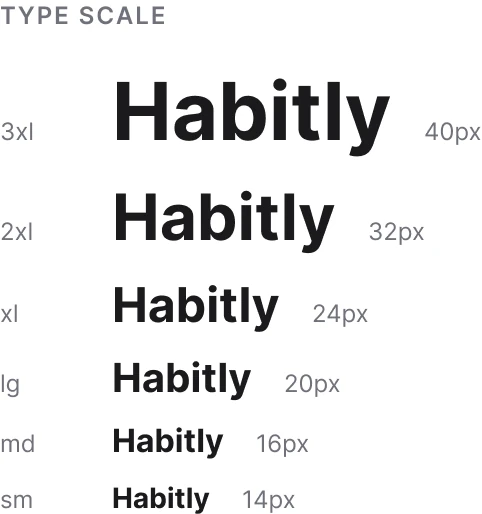 TYPE SCALE
3xl Habitly 40px
2xl Habitly 32px
xl Habitly 24px
lg Habitly 20px
md Habitly 16px
sm Habitly 14px